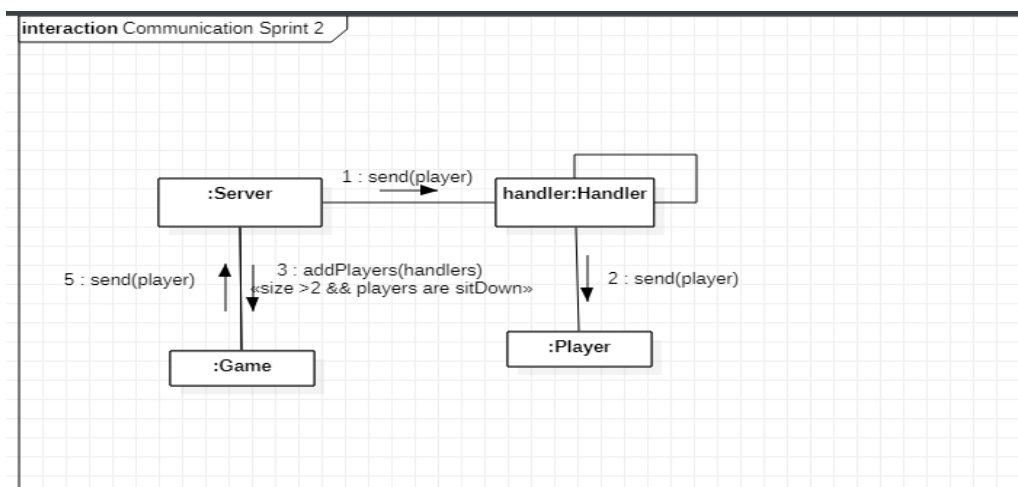 interaction Communication Sprint 2
1 : send(player)
:Server
handler:Handler
3 : addPlayers(handlers)
«size >2 && players are sitDown»
5 : send(player)
2 : send(player)
:Player
:Game